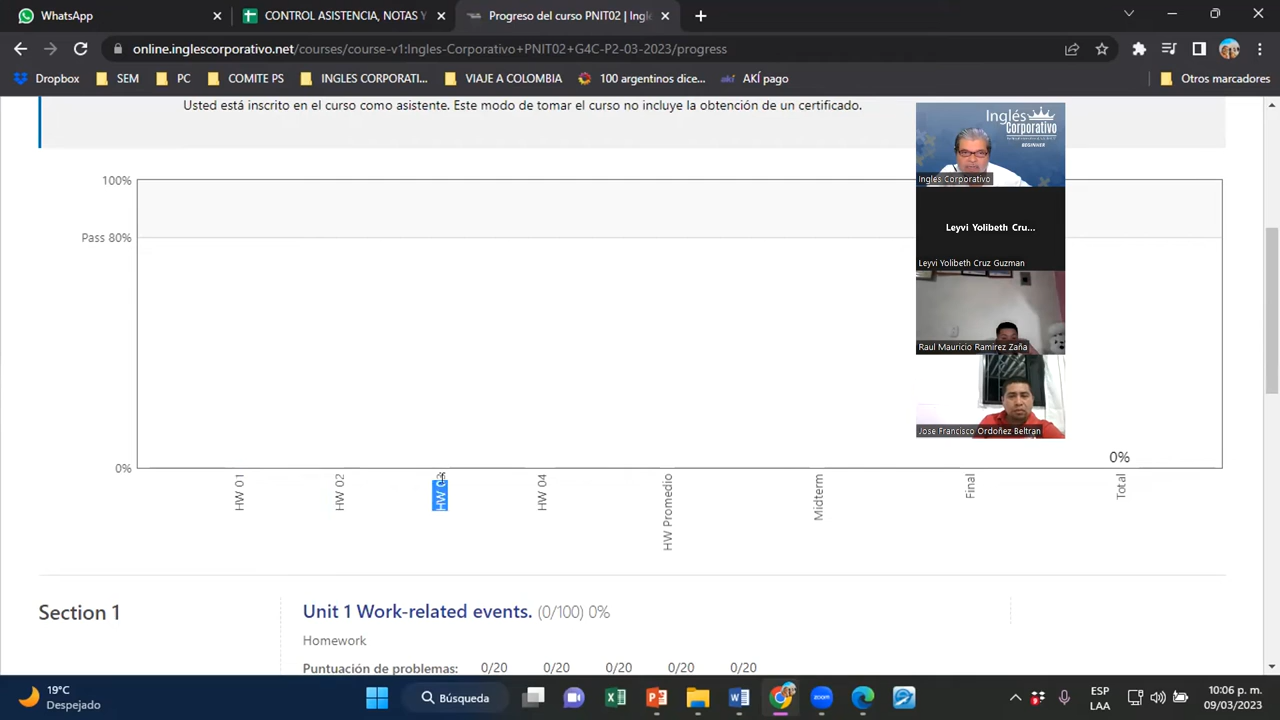 WhatsApp
CONTROL ASISTENCIA, NOTAS Y
Progreso del curso PNIT02 | Ingl
online.inglescorporativo.net/courses/course-v1:Ingles-Corporativo+PNIT02+G4C-P2-03-2023/progress
Dropbox
SEM
PC
COMITE PS
INGLES CORPORATI...
VIAJE A COLOMBIA
100 argentinos dice...
AKÍ pago
Otros marcadores
Usted está inscrito en el curso como asistente. Este modo de tomar el curso no incluye la obtención de un certificado.
Inglés
Corporativo
BEGINNER
Inglés Corporativo
Leyvi Yolibeth Cru...
Leyvi Yolibeth Cruz Guzman
Raul Mauricio Ramirez Zaña
Jose Francisco Ordoñez Beltran
100%
Pass 80%
0%
0%
HW 01
HW 02
HW 03
HW 04
HW Promedio
Midterm
Final
Total
Section 1
Unit 1 Work-related events. (0/100) 0%
Homework
Puntuación de problemas: 0/20 0/20 0/20 0/20 0/20
19°C
Despejado
Búsqueda
zoom
ESP
LAA
10:06 p. m.
09/03/2023